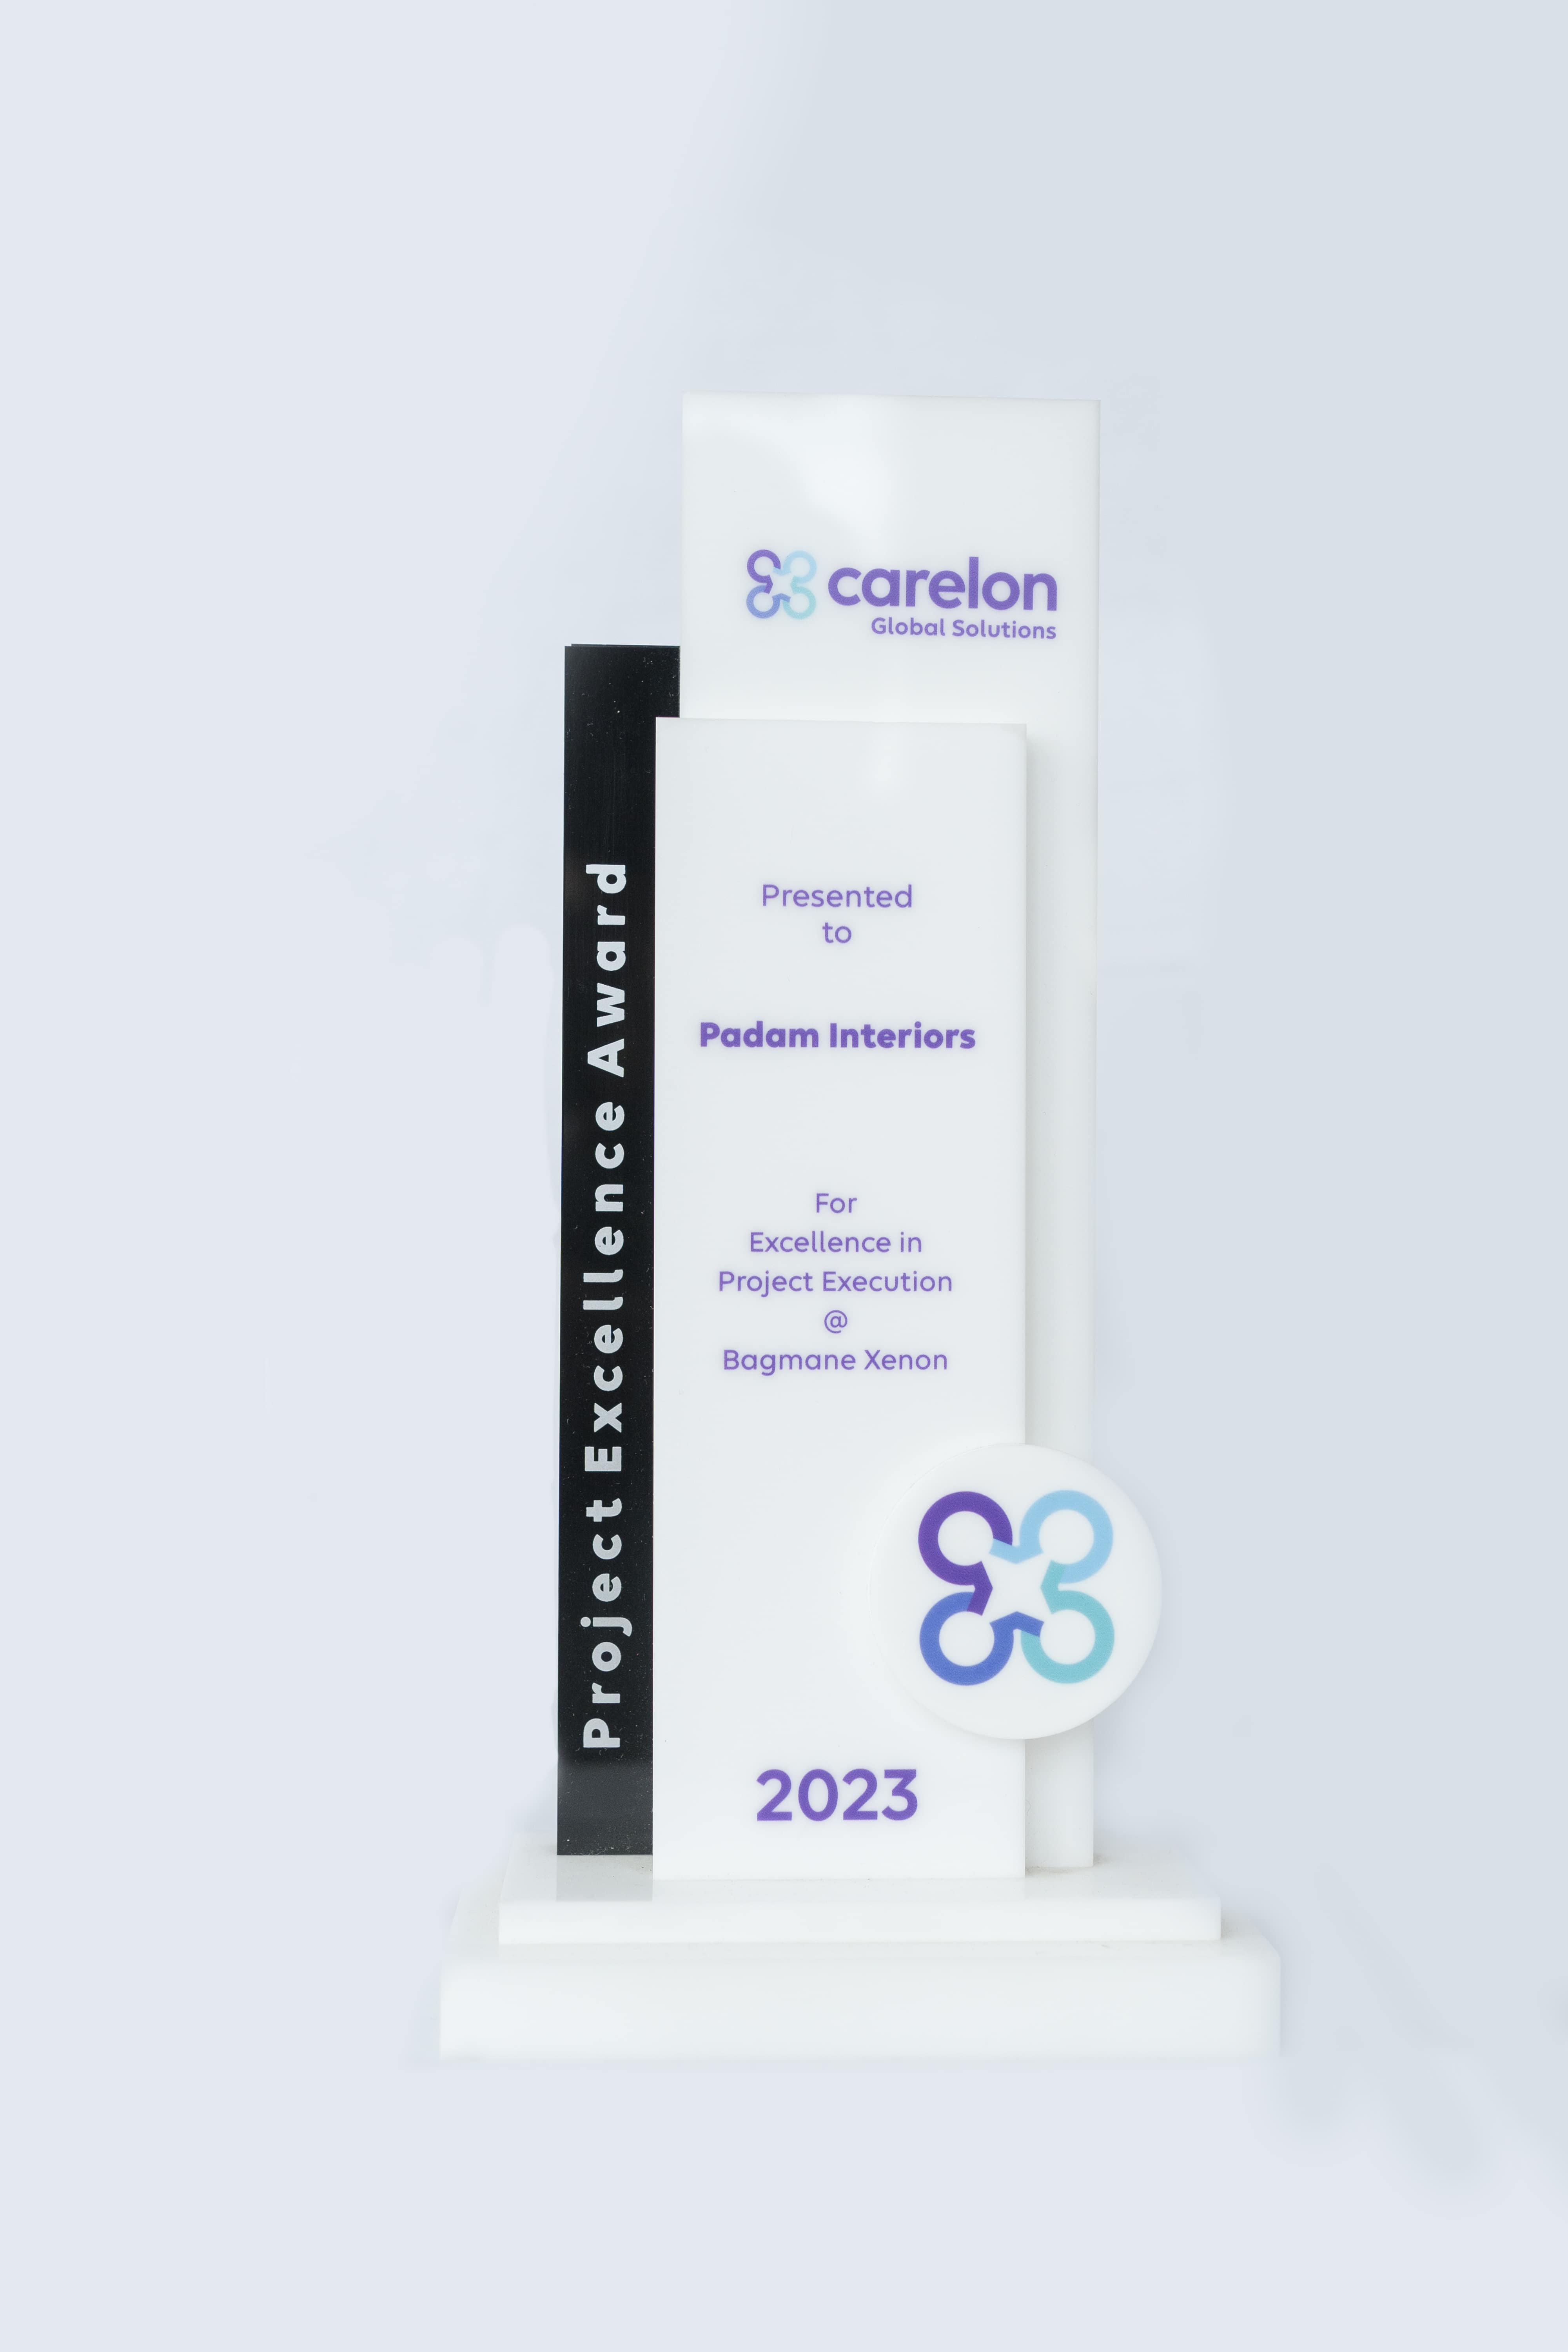 carelon
Global Solutions
Project Excellence Award
Presented
to
Padam Interiors
For
Excellence in
Project Execution
@
Bagmane Xenon
2023